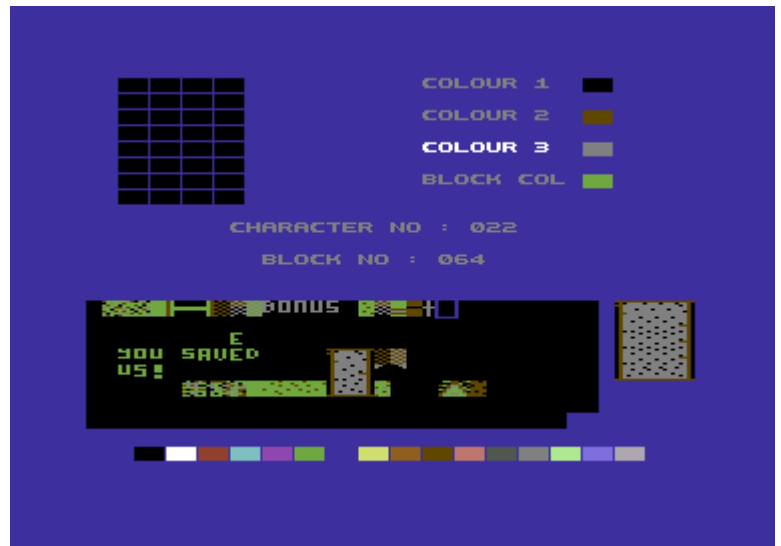 COLOUR 1
COLOUR 2
COLOUR 3
BLOCK COL
CHARACTER NO : 022
BLOCK NO : 064
BONUS
E
YOU SAVED
US!